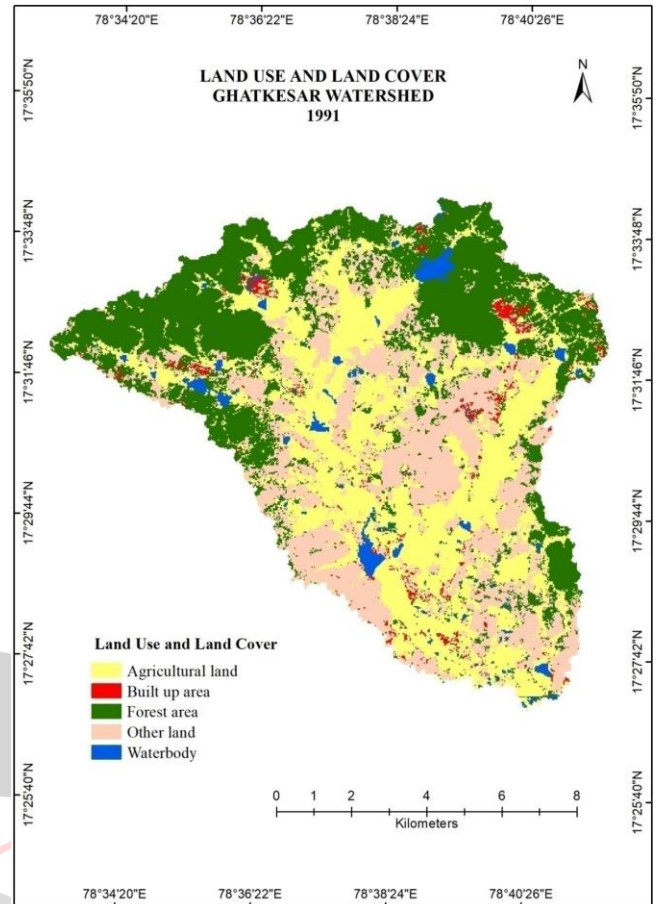 78°34'20"E 78°36'22"E 78°38'24"E 78°40'26"E
LAND USE AND LAND COVER
GHATKESAR WATERSHED
1991
N
17°35'50"N 17°35'50"N
17°33'48"N 17°33'48"N
17°31'46"N 17°31'46"N
17°29'44"N 17°29'44"N
17°27'42"N 17°27'42"N
17°25'40"N 17°25'40"N
Land Use and Land Cover
Agricultural land
Built up area
Forest area
Other land
Waterbody
0 1 2 4 6 8
Kilometers
78°34'20"E 78°36'22"E 78°38'24"E 78°40'26"E